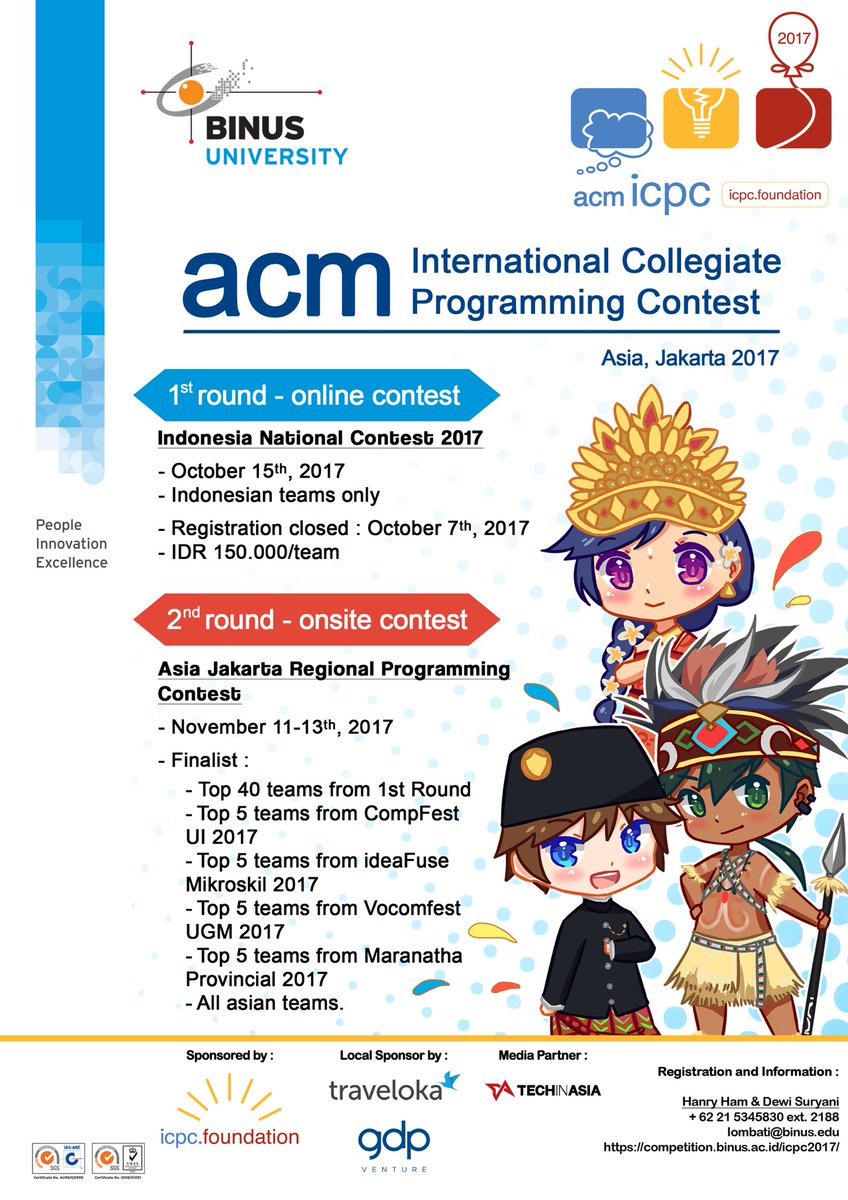 2017
BINUS
UNIVERSITY
acm icpc
icpc.foundation
acm
International Collegiate
Programming Contest
Asia, Jakarta 2017
1st round - online contest
Indonesia National Contest 2017
- October 15th, 2017
- Indonesian teams only
- Registration closed : October 7th, 2017
- IDR 150.000/team
People
Innovation
Excellence
2nd round - onsite contest
Asia Jakarta Regional Programming
Contest
- November 11-13th, 2017
- Finalist :
- Top 40 teams from 1st Round
- Top 5 teams from CompFest
UI 2017
- Top 5 teams from ideaFuse
Mikroskil 2017
- Top 5 teams from Vocomfest
UGM 2017
- Top 5 teams from Maranatha
Provincial 2017
- All asian teams.
Sponsored by :
icpc.foundation
Local Sponsor by :
traveloka
gdp
VENTURE
Media Partner :
TECHINASIA
Registration and Information :
Hanry Ham & Dewi Suryani
+ 62 21 5345830 ext. 2188
lombati@binus.edu
https://competition.binus.ac.id/icpc2017/
SGS
JAS-ANZ
SGS
UKAS